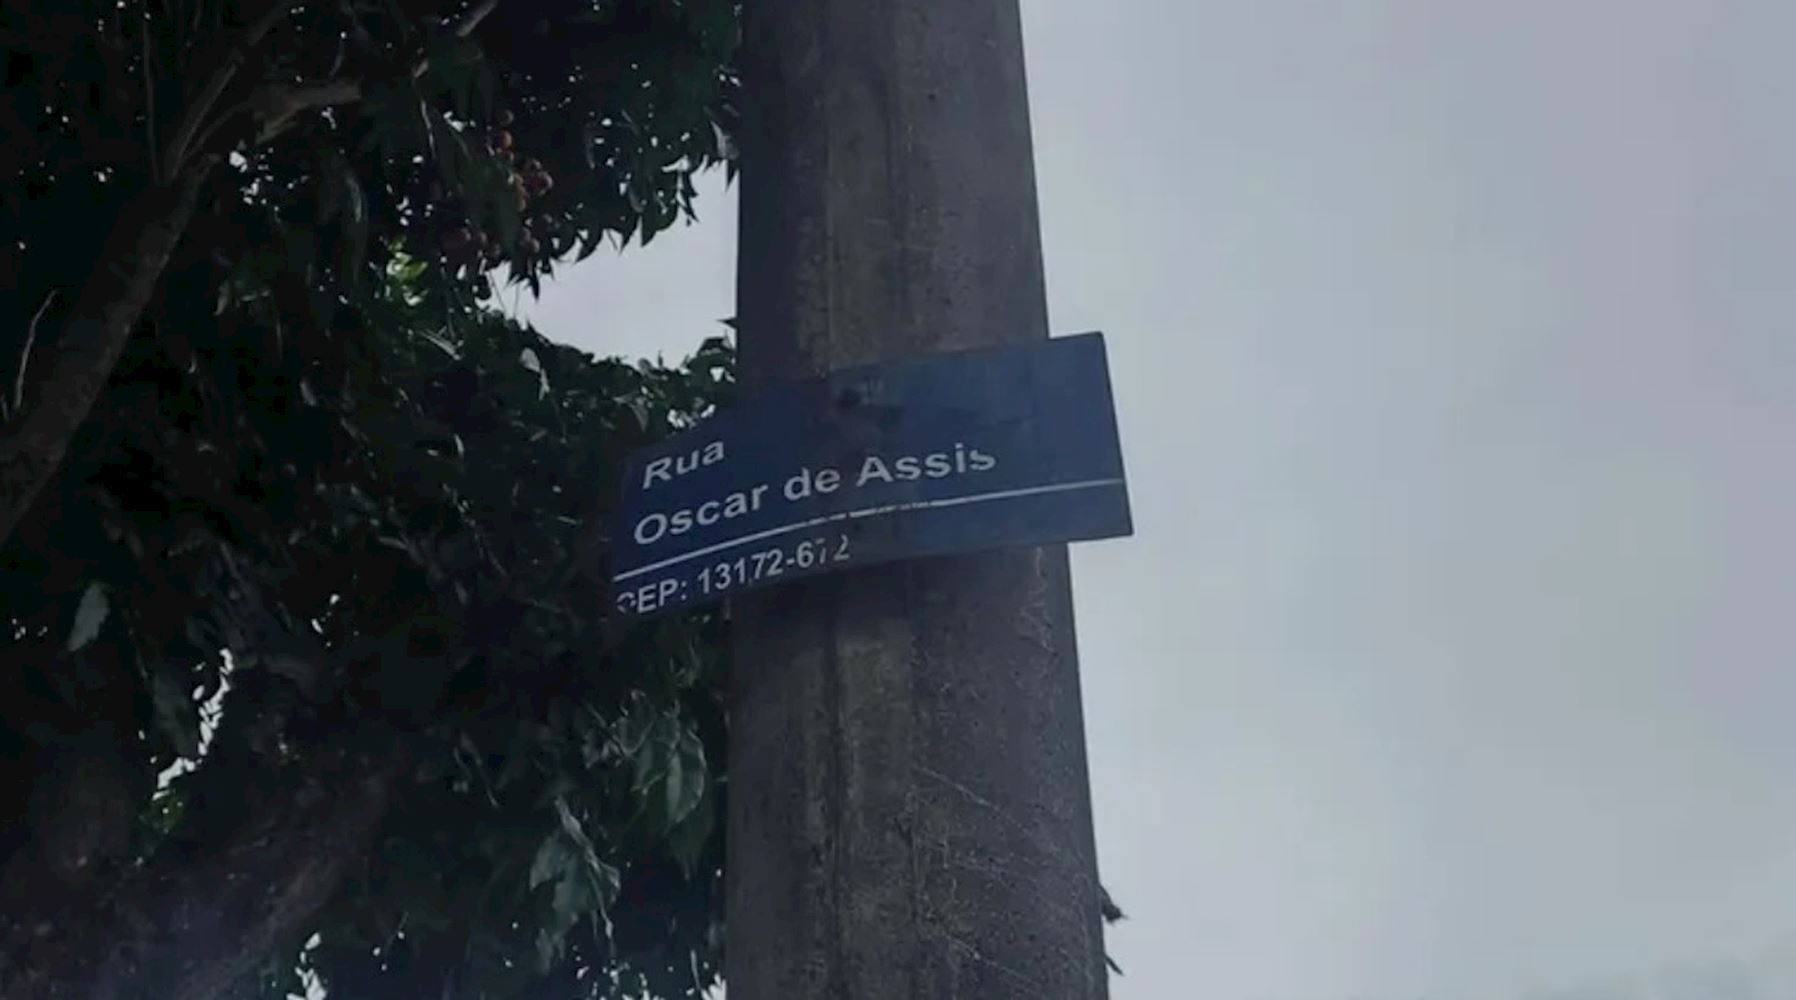 Rua
Oscar de Assis
CEP: 13172-672